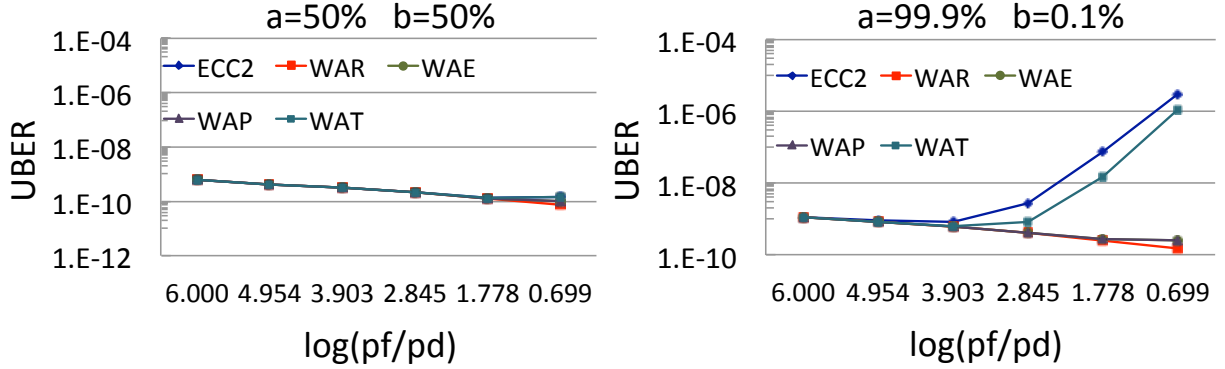 a=50% b=50%
1.E-04
1.E-06
1.E-08
1.E-10
1.E-12
UBER
ECC2 WAR WAE
WAP WAT
6.000 4.954 3.903 2.845 1.778 0.699
log(pf/pd)
a=99.9% b=0.1%
1.E-04
1.E-06
1.E-08
1.E-10
UBER
ECC2 WAR WAE
WAP WAT
6.000 4.954 3.903 2.845 1.778 0.699
log(pf/pd)